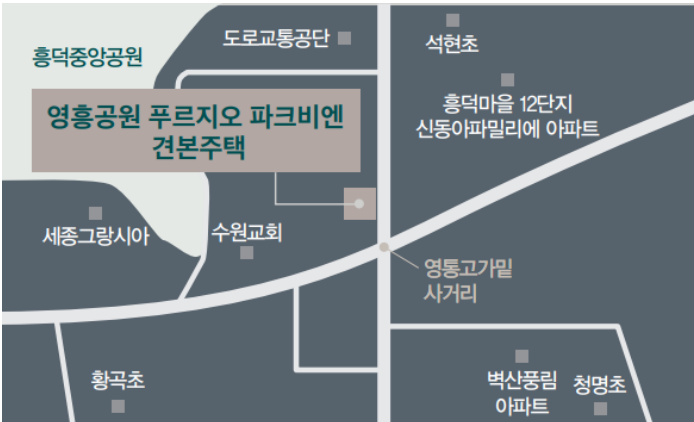 도로교통공단
석현초
흥덕중앙공원
흥덕마을 12단지
신동아파밀리에 아파트
영흥공원 푸르지오 파크비엔
견본주택
세종그랑시아
수원교회
영통고가밑
사거리
황곡초
벽산풍림
아파트
청명초